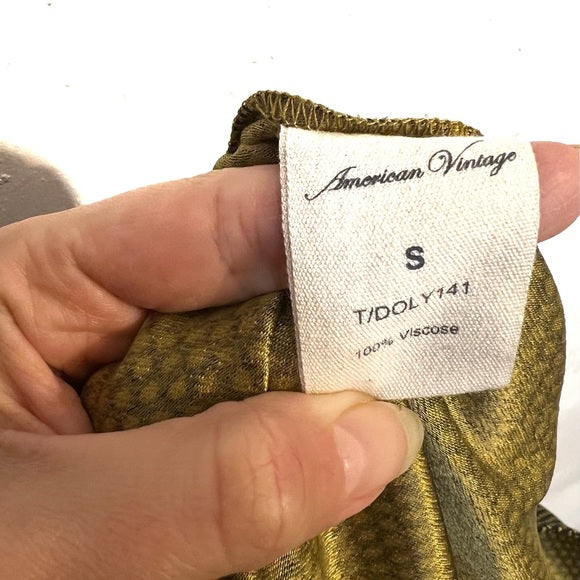 American Vintage
S
T/DOLY141
100% viscose